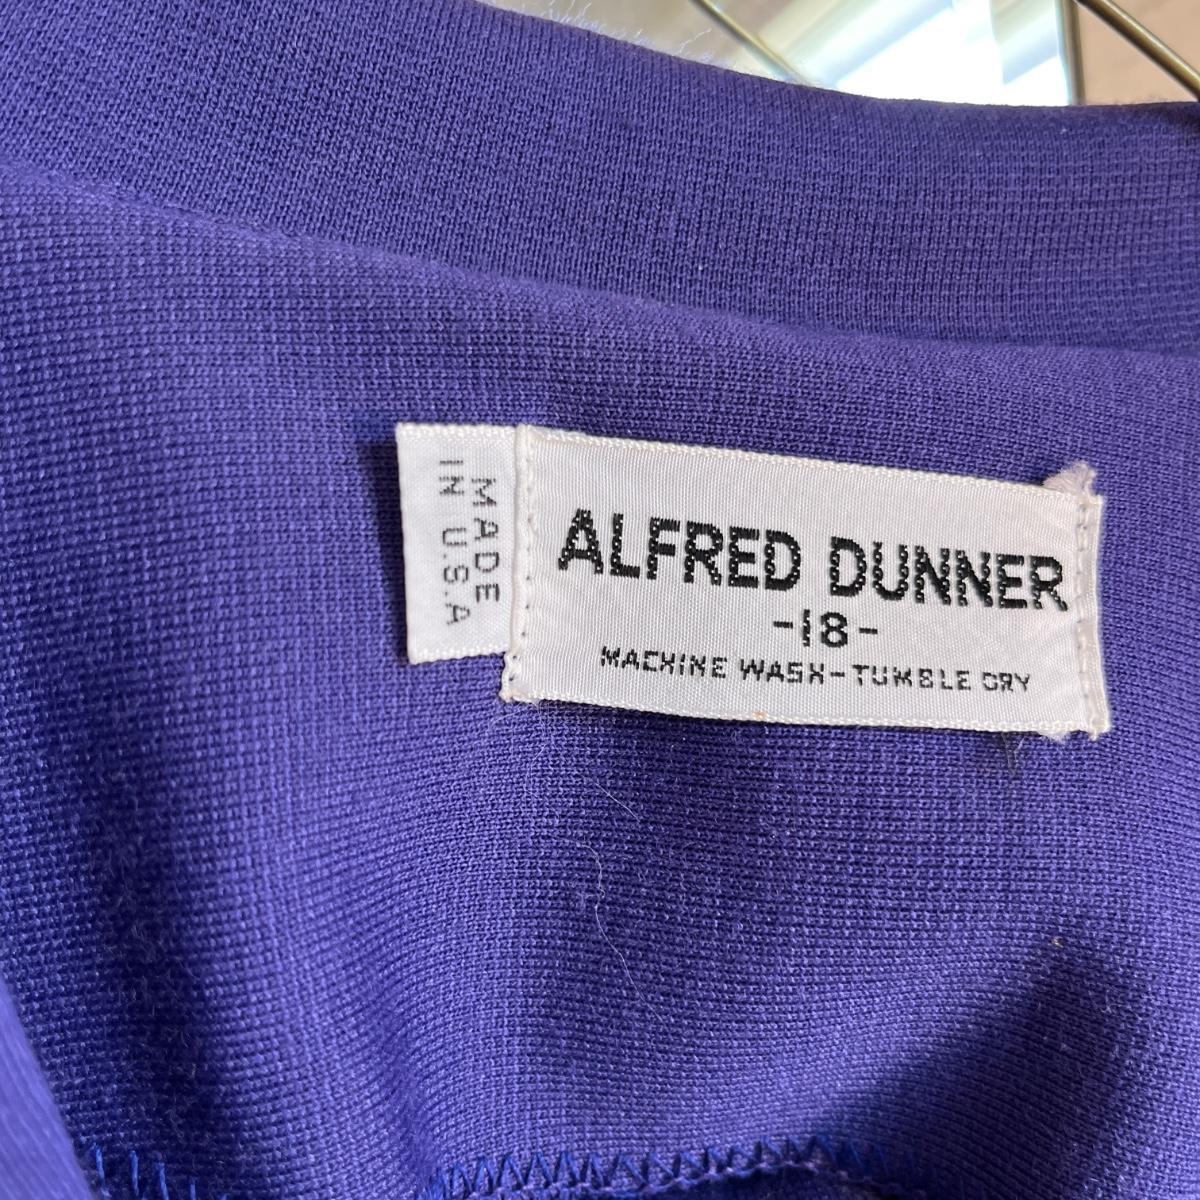 MADE
IN U.S.A
ALFRED DUNNER
-18-
MACHINE WASH-TUMBLE DRY